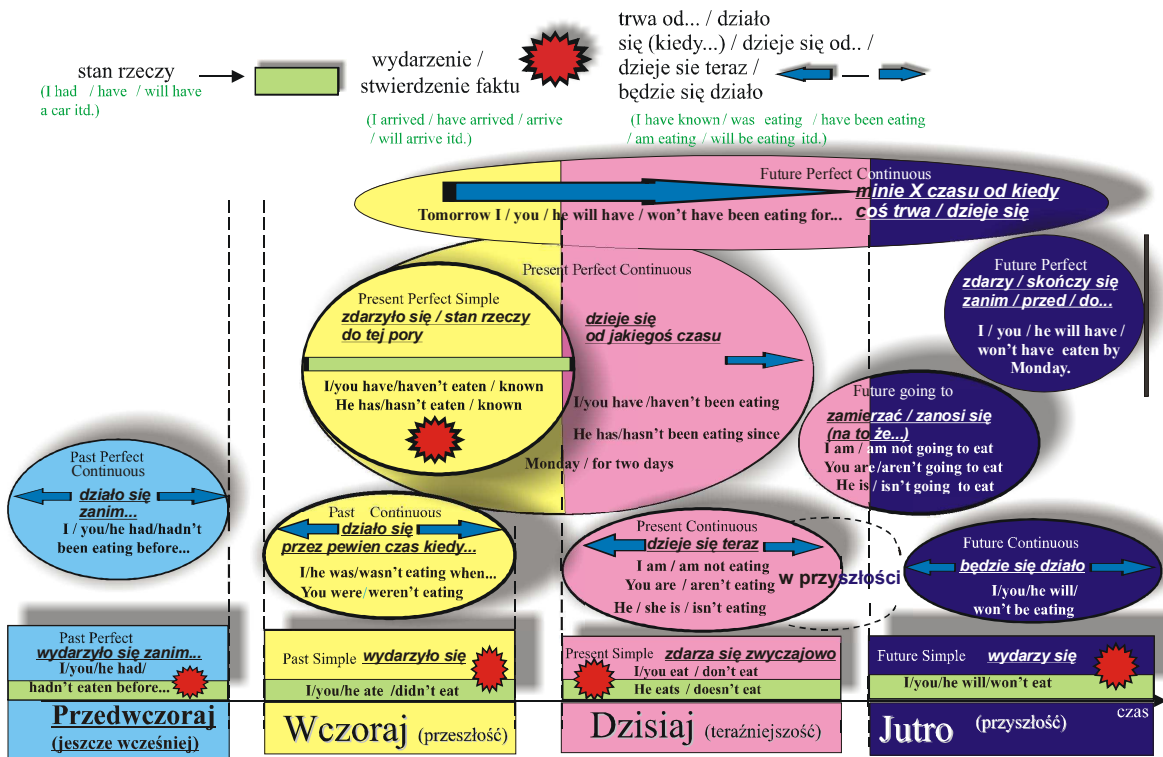 stan rzeczy
(I had / have / will have
a car itd.)
wydarzenie /
stwierdzenie faktu
(I arrived / have arrived / arrive
/ will arrive itd.)
trwa od... / działo
się (kiedy...) / dzieje się od.. /
dzieje sie teraz /
będzie się działo
(I have known / was eating / have been eating
/ am eating / will be eating itd.)
Future Perfect Continuous
minie X czasu od kiedy
coś trwa / dzieje się
Tomorrow I / you / he will have / won't have been eating for...
Present Perfect Continuous
dzieje się
od jakiegoś czasu
I/you have /haven't been eating
He has/hasn't been eating since
Monday / for two days
Present Perfect Simple
zdarzyło się / stan rzeczy
do tej pory
I/you have/haven't eaten / known
He has/hasn't eaten / known
Future Perfect
zdarzy / skończy się
zanim / przed / do...
I / you / he will have /
won't have eaten by
Monday.
Future going to
zamierzać / zanosi się
(na to że...)
I am / am not going to eat
You are/aren't going to eat
He is / isn't going to eat
Past Perfect
Continuous
działo się
zanim...
I / you/he had/hadn't
been eating before...
Past Continuous
działo się
przez pewien czas kiedy...
I/he was/wasn't eating when...
You were/weren't eating
Present Continuous
dzieje się teraz
I am / am not eating
You are / aren't eating
He / she is / isn't eating
w przyszłości
Future Continuous
będzie się działo
I/you/he will/
won't be eating
Past Perfect
wydarzyło się zanim...
I/you/he had/
hadn't eaten before...
Past Simple wydarzyło się
I/you/he ate /didn't eat
Present Simple zdarza się zwyczajowo
I/you eat / don't eat
He eats / doesn't eat
Future Simple wydarzy się
I/you/he will/won't eat
czas
Przedwczoraj
(jeszcze wcześniej)
Wczoraj (przeszłość)
Dzisiaj (teraźniejszość)
Jutro (przyszłość)